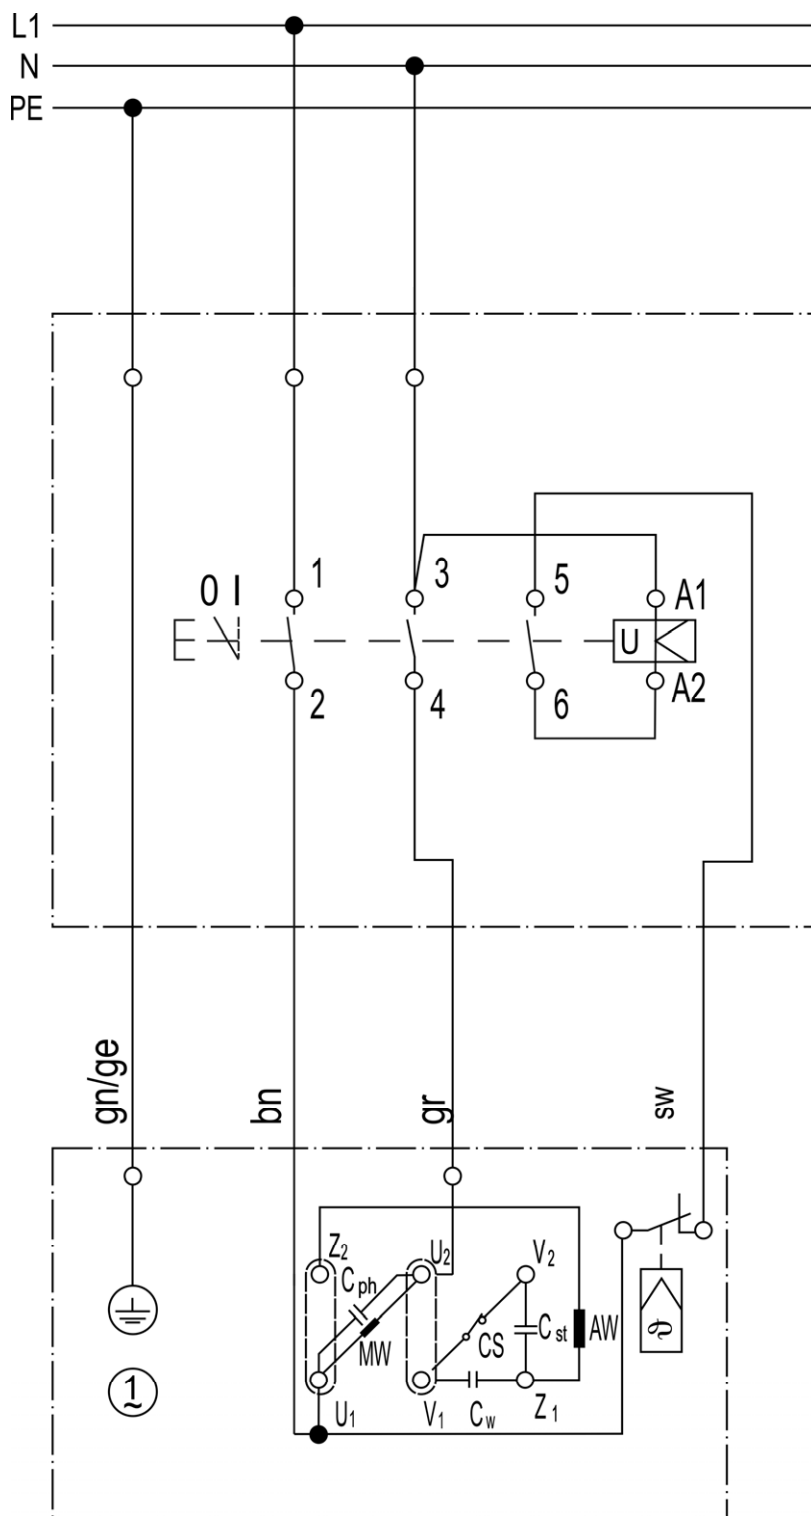 L1
N
PE
0 I
1
3
5
A1
U
2
4
6
A2
gn/ge
bn
gr
sw
Z2
Cph
U2
V2
MW
CS
Cst
AW
ϑ
U1
V1
Cw
Z1
1
~